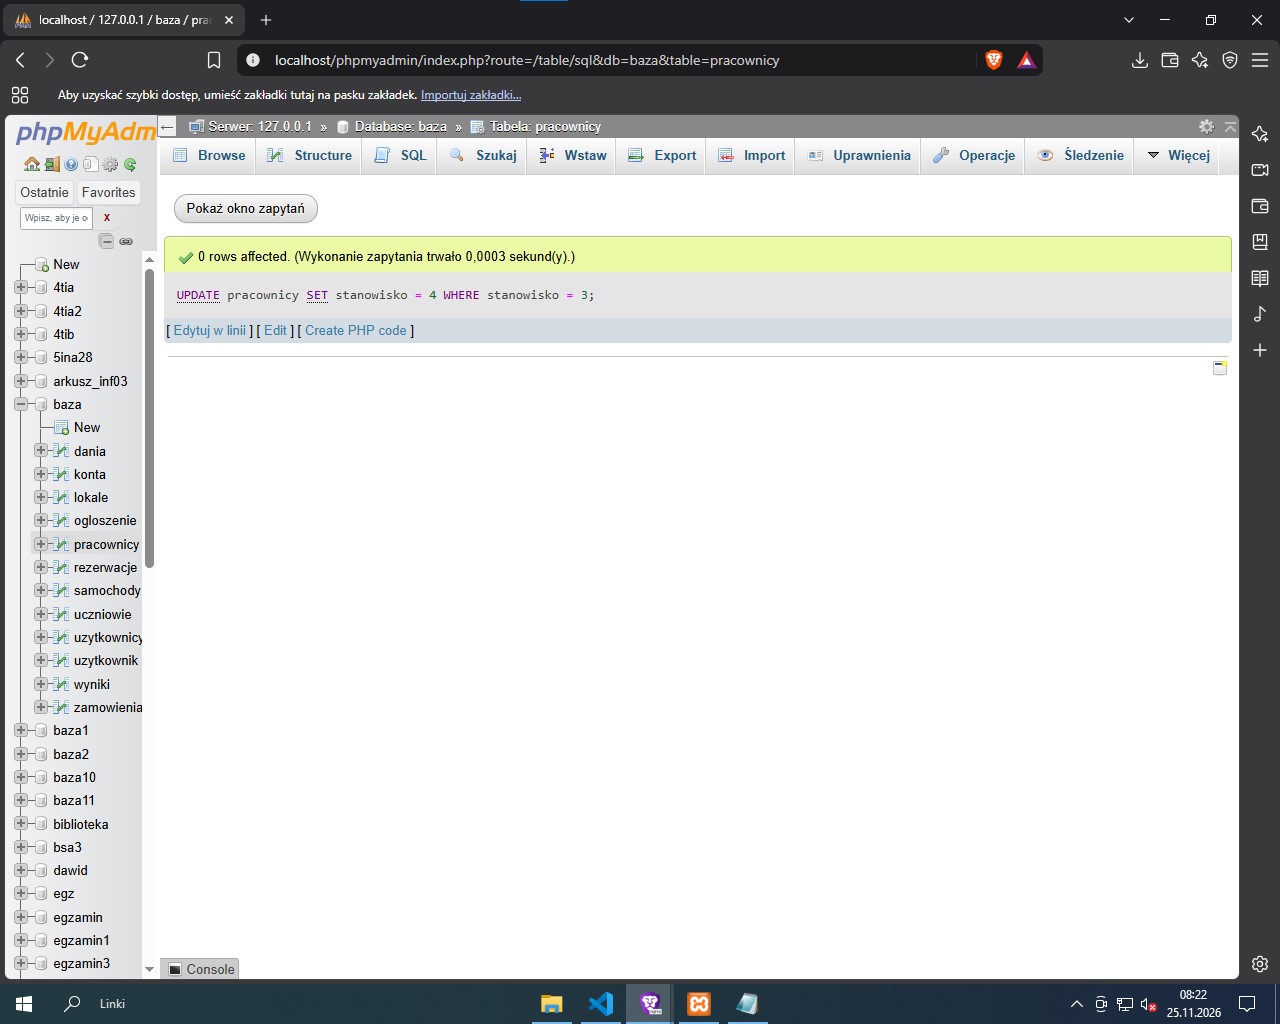 localhost / 127.0.0.1 / baza / pra
localhost/phpmyadmin/index.php?route=/table/sql&db=baza&table=pracownicy
Aby uzyskać szybki dostęp, umieść zakładki tutaj na pasku zakładek. Importuj zakładki...
phpMyAdm
Ostatnie Favorites
Wpisz, aby je o X
New
4tia
4tia2
4tib
5ina28
arkusz_inf03
baza
New
dania
konta
lokale
ogloszenie
pracownicy
rezerwacje
samochody
uczniowie
uzytkownicy
uzytkownik
wyniki
zamowienia
baza1
baza2
baza10
baza11
biblioteka
bsa3
dawid
egz
egzamin
egzamin1
egzamin3
Serwer: 127.0.0.1 » Database: baza » Tabela: pracownicy
Browse Structure SQL Szukaj Wstaw Export Import Uprawnienia Operacje Śledzenie Więcej
Pokaż okno zapytań
0 rows affected. (Wykonanie zapytania trwało 0,0003 sekund(y).)
UPDATE pracownicy SET stanowisko = 4 WHERE stanowisko = 3;
[ Edytuj w linii ] [ Edit ] [ Create PHP code ]
Console
Linki
08:22
25.11.2026